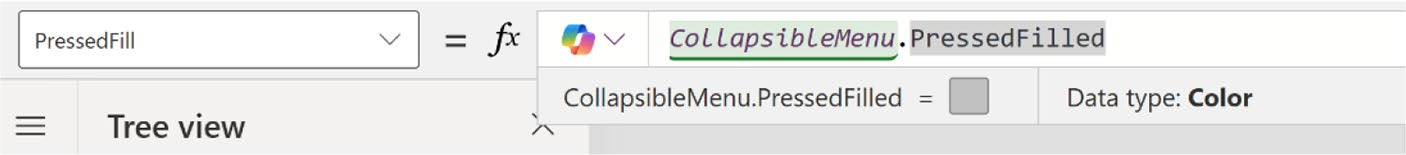 PressedFill = fx CollapsibleMenu.PressedFilled
CollapsibleMenu.PressedFilled = Data type: Color
Tree view